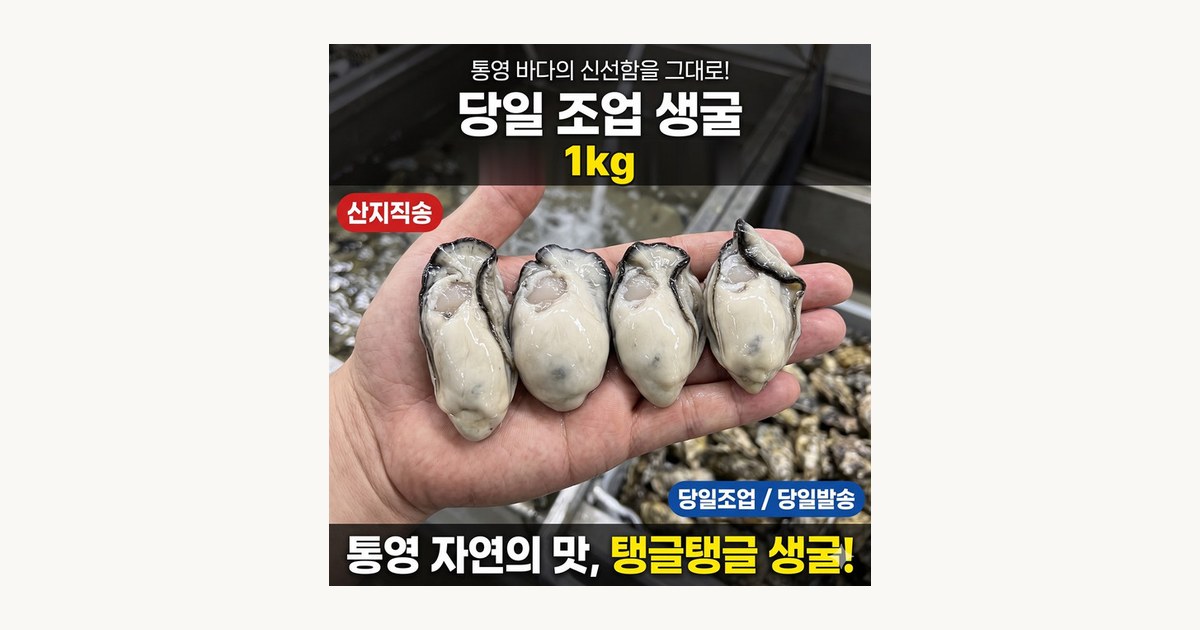 통영 바다의 신선함을 그대로!
당일 조업 생굴
1kg
산지직송
당일조업 / 당일발송
통영 자연의 맛, 탱글탱글 생굴!